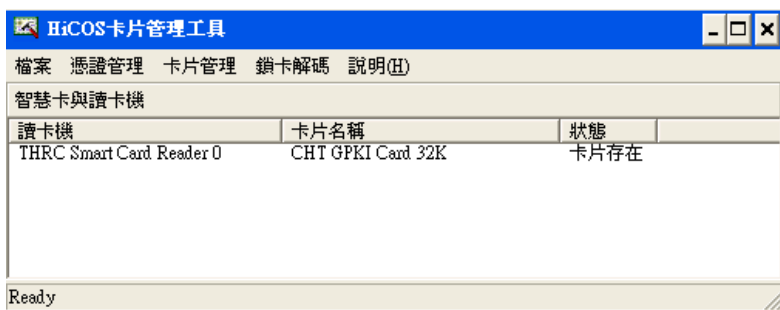 HiCOS卡片管理工具
檔案 憑證管理 卡片管理 鎖卡解碼 說明(H)
智慧卡與讀卡機
讀卡機 卡片名稱 狀態
THRC Smart Card Reader 0 CHT GPKI Card 32K 卡片存在
Ready